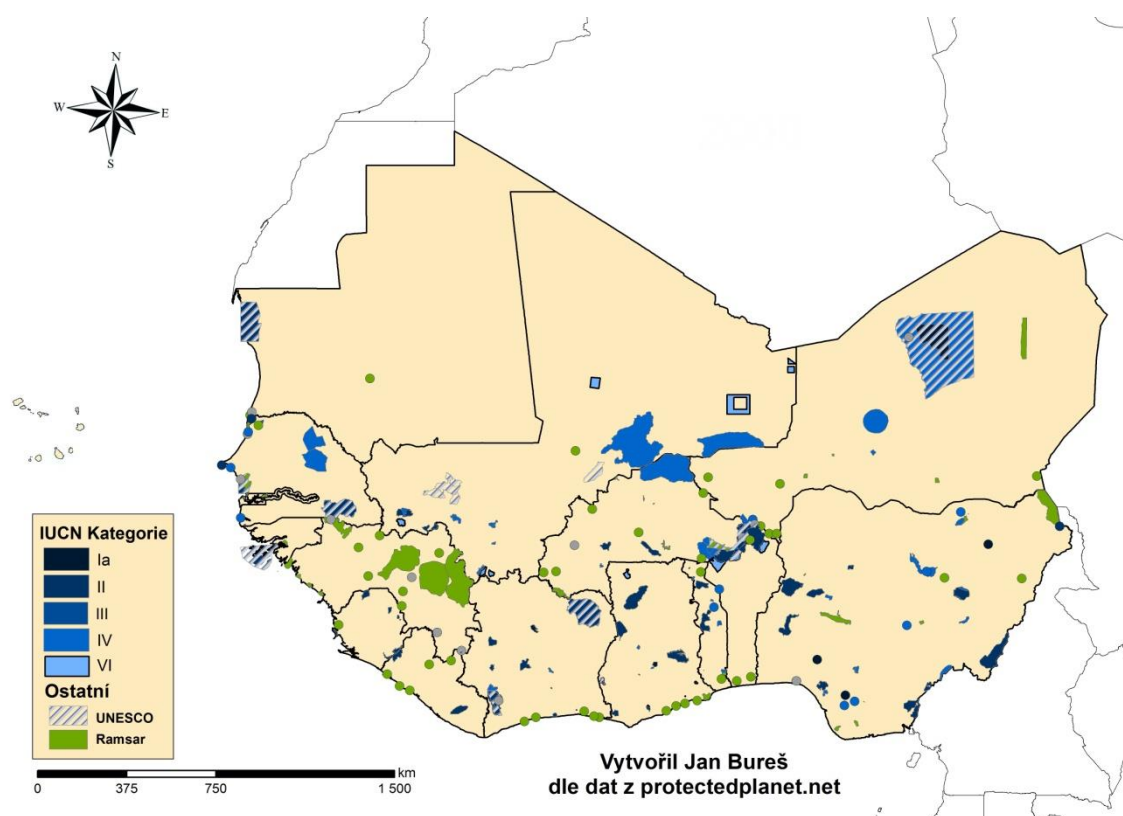 N
W
E
S
IUCN Kategorie
Ia
II
III
IV
VI
Ostatní
UNESCO
Ramsar
km
0 375 750 1 500
Vytvořil Jan Bureš
dle dat z protectedplanet.net